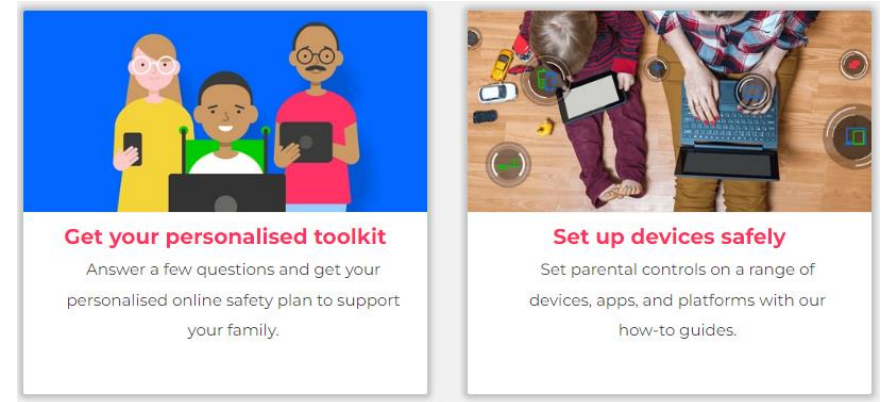 Get your personalised toolkit
Answer a few questions and get your
personalised online safety plan to support
your family.
Set up devices safely
Set parental controls on a range of
devices, apps, and platforms with our
how-to guides.